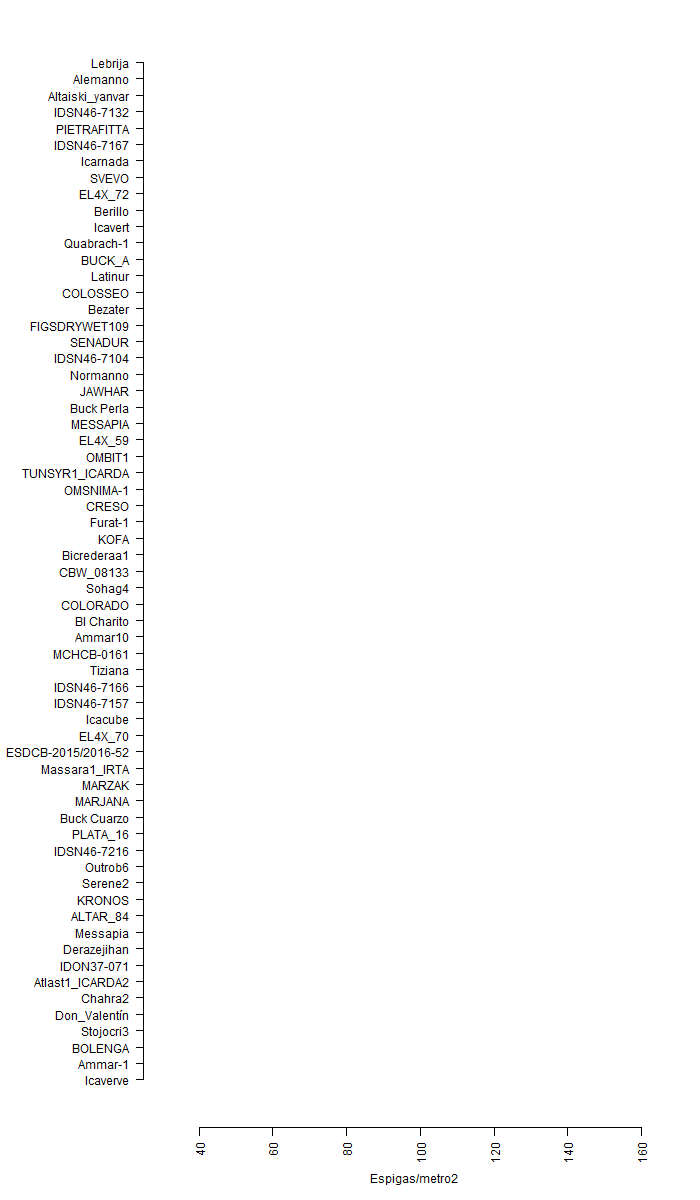 Lebrija
Alemanno
Altaiski_yanvar
IDSN46-7132
PIETRAFITTA
IDSN46-7167
Icarnada
SVEVO
EL4X_72
Berillo
Icavert
Quabrach-1
BUCK_A
Latinur
COLOSSEO
Bezater
FIGSDRYWET109
SENADUR
IDSN46-7104
Normanno
JAWHAR
Buck Perla
MESSAPIA
EL4X_59
OMBIT1
TUNSYR1_ICARDA
OMSNIMA-1
CRESO
Furat-1
KOFA
Bicrederaa1
CBW_08133
Sohag4
COLORADO
BI Charito
Ammar10
MCHCB-0161
Tiziana
IDSN46-7166
IDSN46-7157
Icacube
EL4X_70
ESDCB-2015/2016-52
Massara1_IRTA
MARZAK
MARJANA
Buck Cuarzo
PLATA_16
IDSN46-7216
Outrob6
Serene2
KRONOS
ALTAR_84
Messapia
Derazejihan
IDON37-071
Atlast1_ICARDA2
Chahra2
Don_Valentín
Stojocri3
BOLENGA
Ammar-1
Icaverve
40
60
80
100
120
140
160
Espigas/metro2